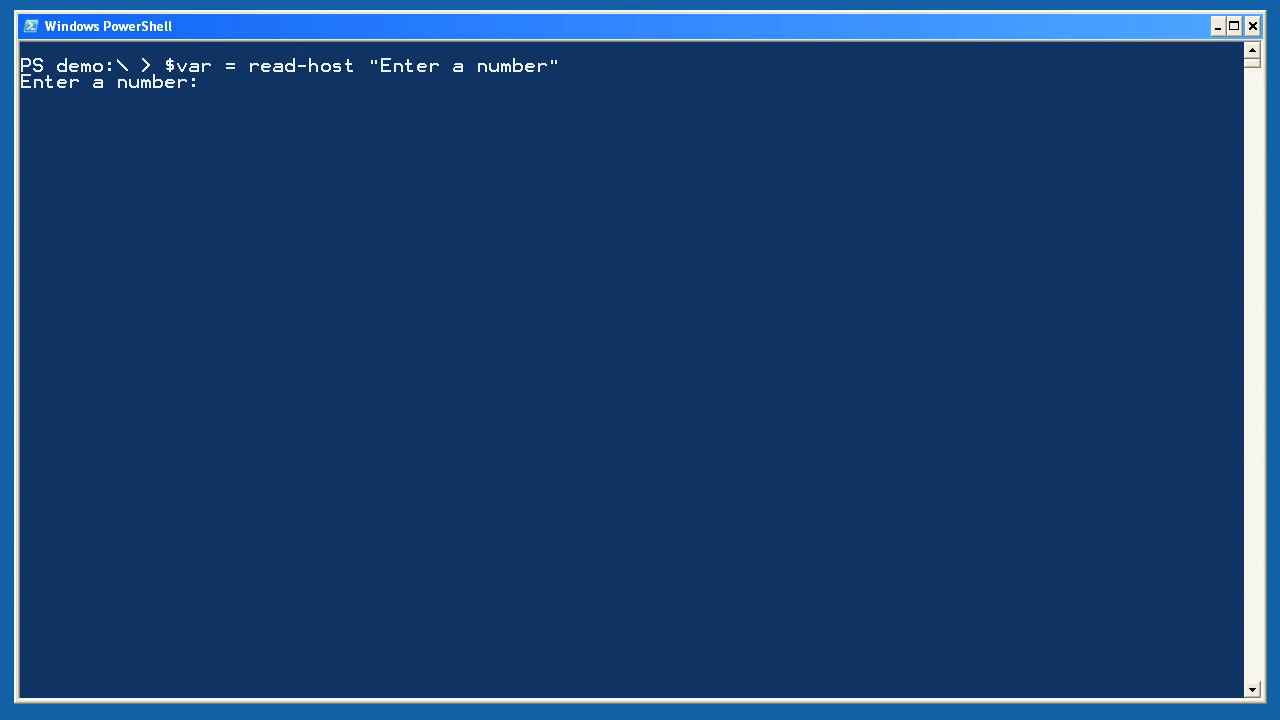 Windows PowerShell
PS demo:\ > $var = read-host "Enter a number"
Enter a number: